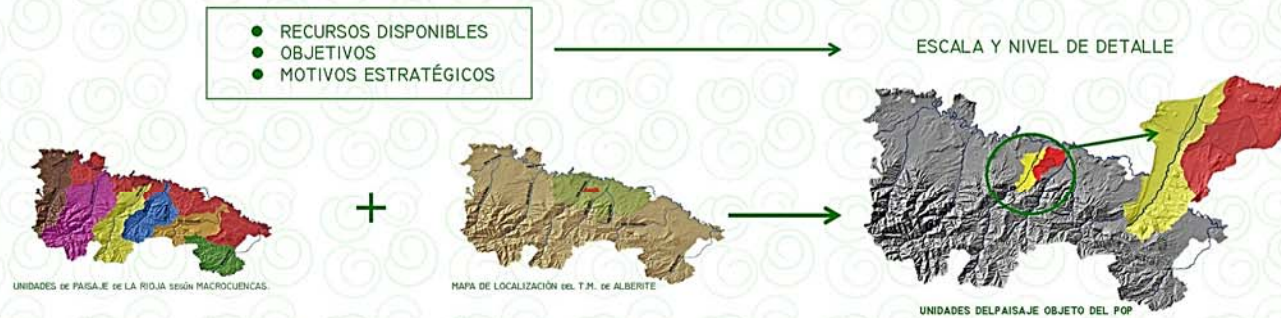 ● RECURSOS DISPONIBLES
● OBJETIVOS
● MOTIVOS ESTRATÉGICOS
ESCALA Y NIVEL DE DETALLE
+
UNIDADES DE PAISAJE DE LA RIOJA SEGÚN MACROCUENCAS.
MAPA DE LOCALIZACIÓN DEL T.M. DE ALBERITE
UNIDADES DELPAISAJE OBJETO DEL POP